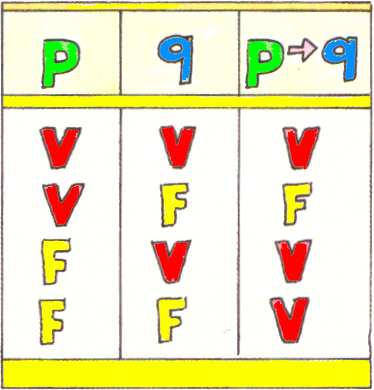 p q p→q
V V V
V F F
F V V
F F V